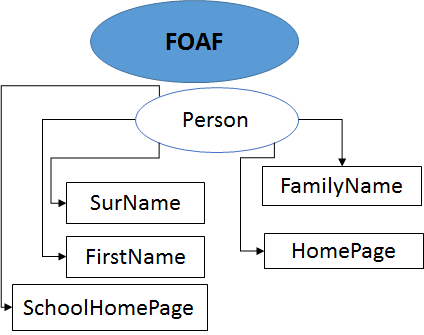 FOAF
Person
SurName
FamilyName
FirstName
HomePage
SchoolHomePage